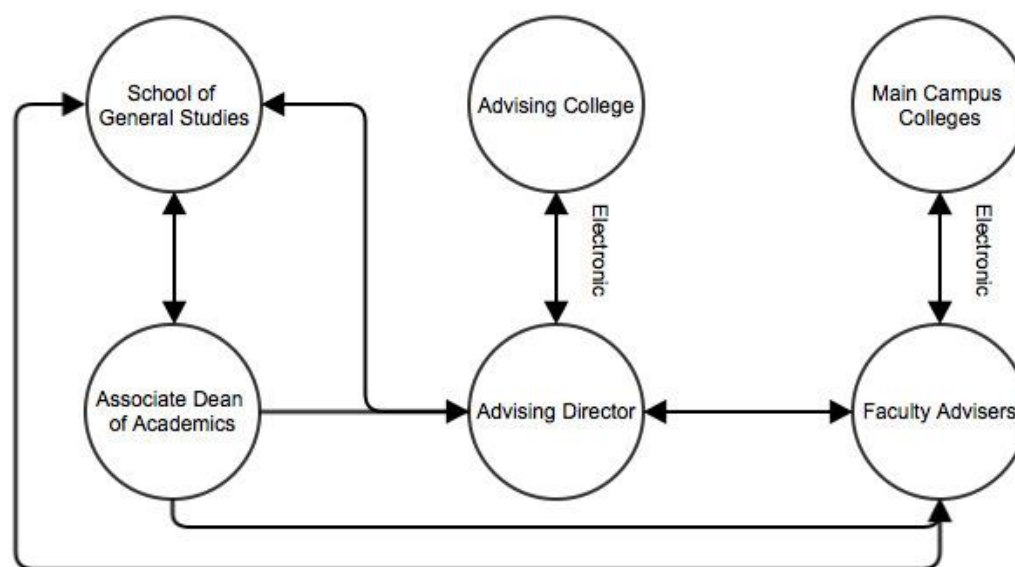 School of
General Studies
Advising College
Main Campus
Colleges
Electronic
Electronic
Associate Dean
of Academics
Advising Director
Faculty Advisers